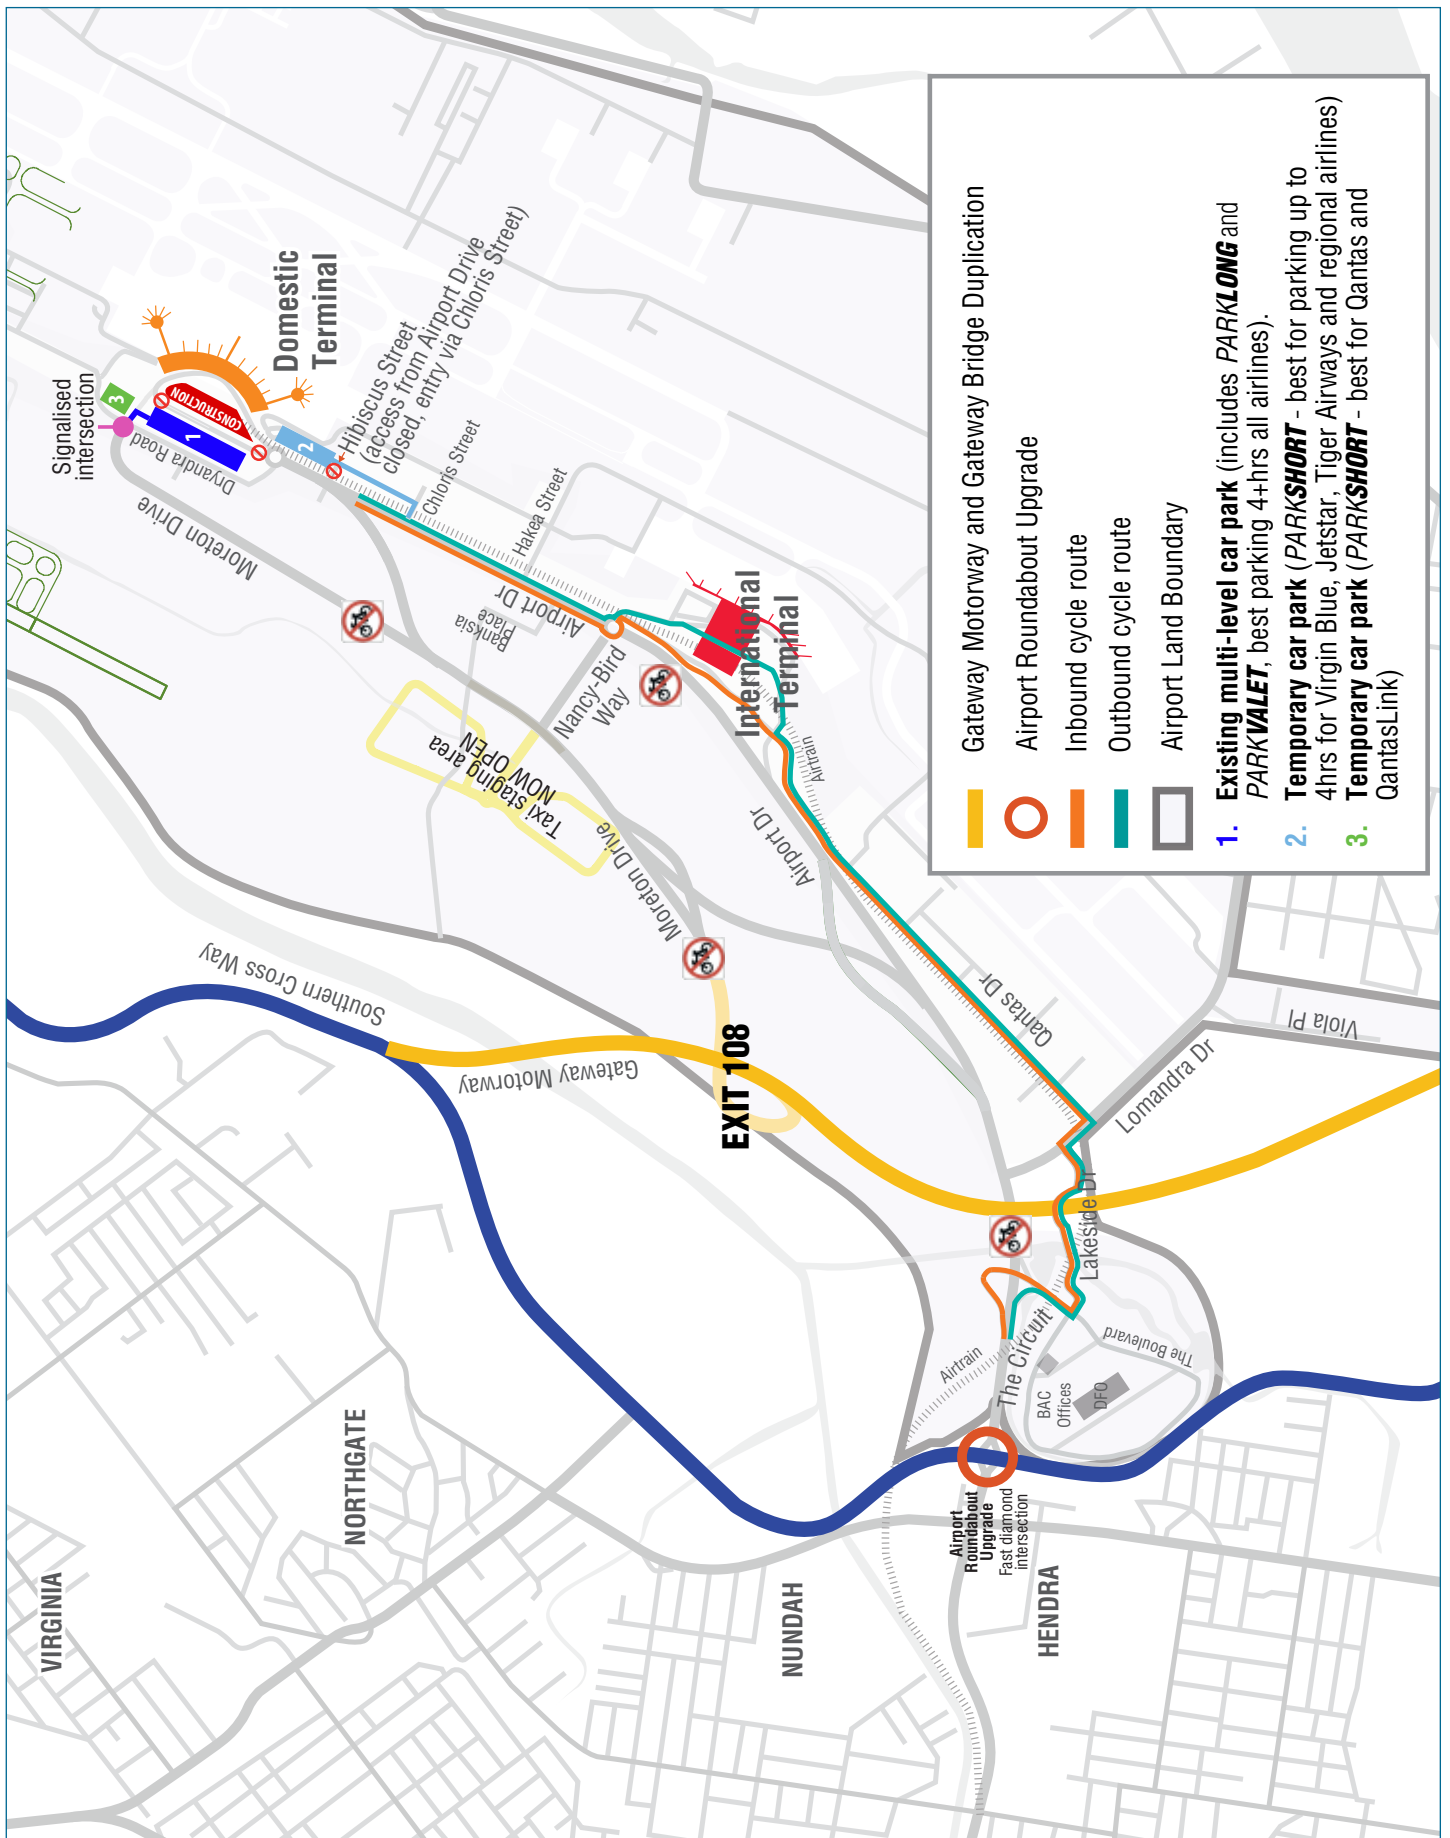 VIRGINIA
NORTHGATE
NUNDAH
HENDRA
Southern Cross Way
Gateway Motorway
EXIT 108
Moreton Drive
Moreton Drive
Taxi staging area
NOW OPEN
Nancy-Bird
Way
Banksia
Place
Airport Dr
Airport Dr
Hakea Street
Chloris Street
Hibiscus Street
(access from Airport Drive
closed, entry via Chloris Street)
Signalised
intersection
Dryandra Road
1
2
3
CONSTRUCTION
Domestic
Terminal
International
Terminal
Airtrain
Qantas Dr
Lomandra Dr
Viola Pl
Lakeside Dr
The Circuit
The Boulevard
Airtrain
BAC
Offices
DFO
Airport
Roundabout
Upgrade
Fast diamond
intersection
Gateway Motorway and Gateway Bridge Duplication
Airport Roundabout Upgrade
Inbound cycle route
Outbound cycle route
Airport Land Boundary
1. Existing multi-level car park (includes PARKLONG and
PARKVALET, best parking 4+hrs all airlines).
2. Temporary car park (PARKSHORT - best for parking up to
4hrs for Virgin Blue, Jetstar, Tiger Airways and regional airlines)
3. Temporary car park (PARKSHORT - best for Qantas and
QantasLink)